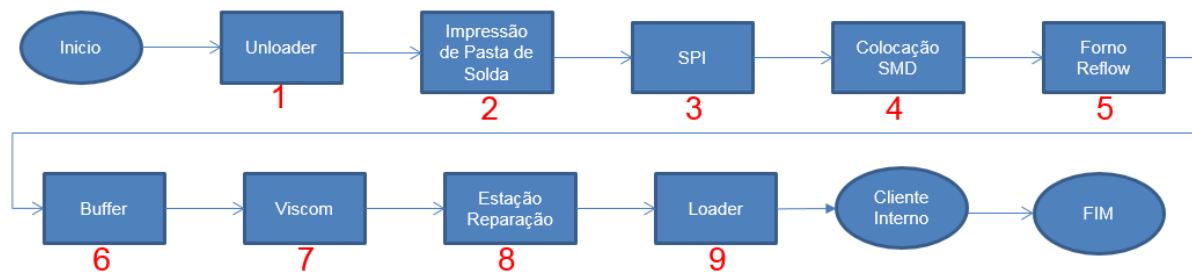 Inicio
Unloader
Impressão
de Pasta de
Solda
SPI
Colocação
SMD
Forno
Reflow
1
2
3
4
5
Buffer
Viscom
Estação
Reparação
Loader
Cliente
Interno
FIM
6
7
8
9